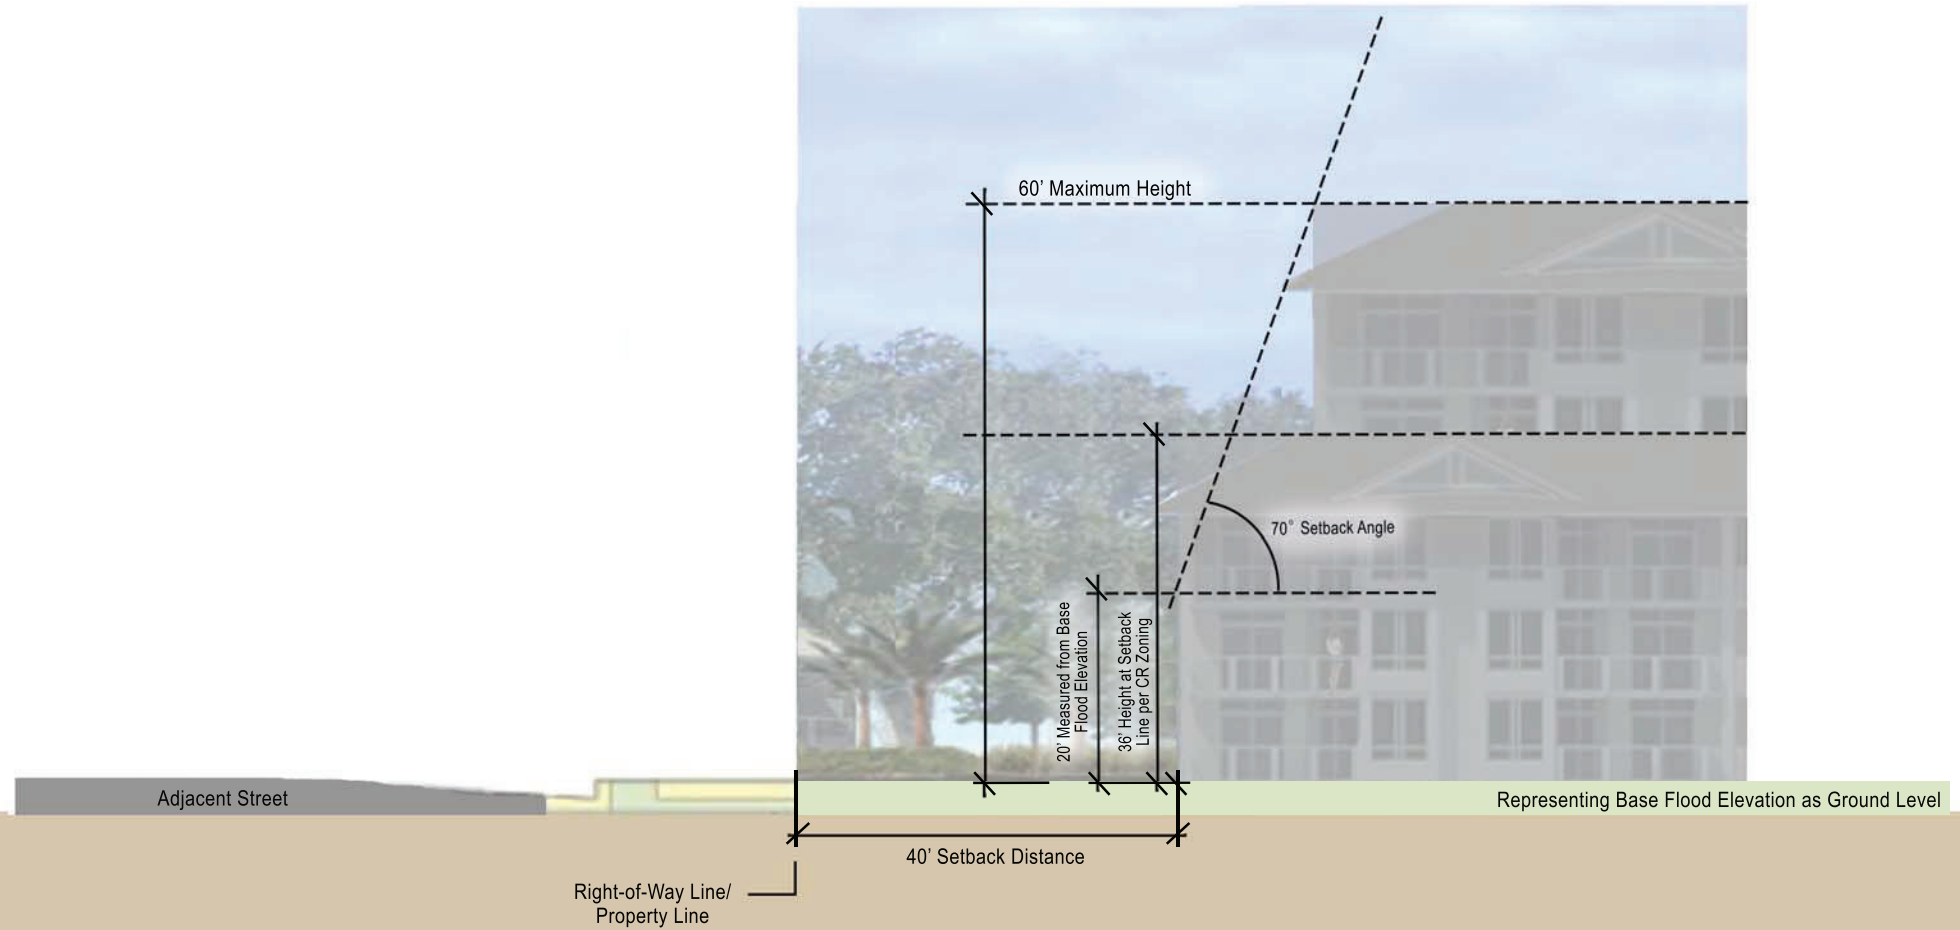 60’ Maximum Height
70° Setback Angle
20’ Measured from Base
Flood Elevation
36’ Height at Setback
Line per CR Zoning
Adjacent Street
Representing Base Flood Elevation as Ground Level
40’ Setback Distance
Right-of-Way Line/
Property Line